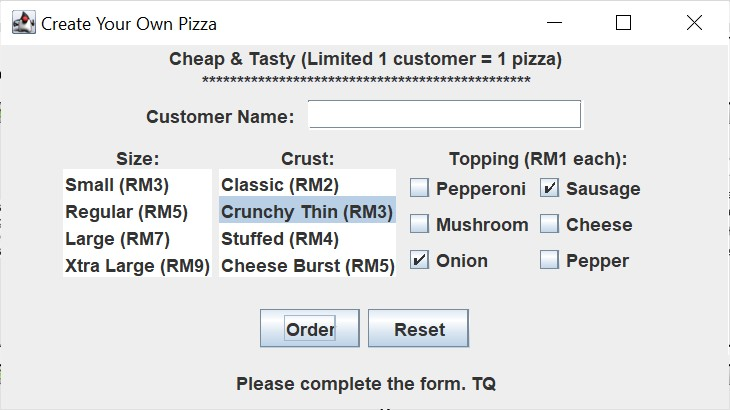 Create Your Own Pizza
Cheap & Tasty (Limited 1 customer = 1 pizza)
***********************************************
Customer Name:
Size: Crust: Topping (RM1 each):
Small (RM3) Classic (RM2) Pepperoni Sausage
Regular (RM5) Crunchy Thin (RM3) Mushroom Cheese
Large (RM7) Stuffed (RM4) Onion Pepper
Xtra Large (RM9) Cheese Burst (RM5)
Order Reset
Please complete the form. TQ